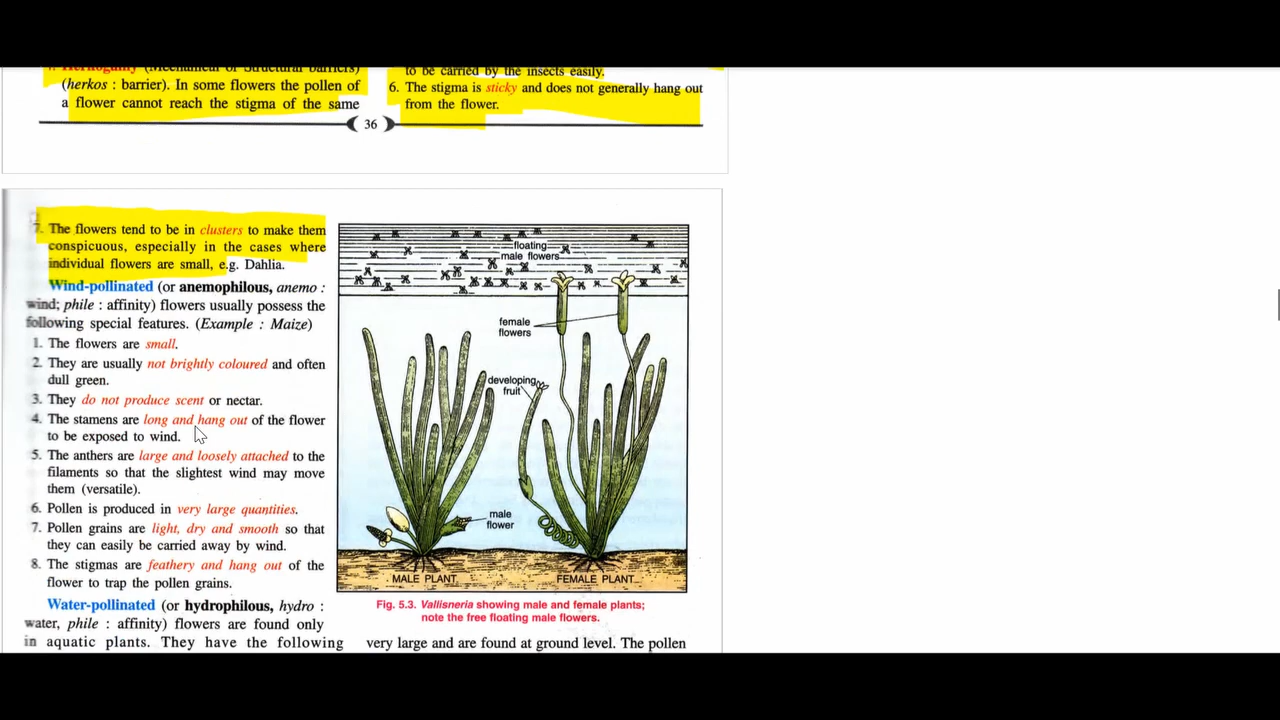 4. Herkogamy (Mechanical or Structural barriers)
(herkos : barrier). In some flowers the pollen of
a flower cannot reach the stigma of the same
to be carried by the insects easily.
6. The stigma is sticky and does not generally hang out
from the flower.
36
7. The flowers tend to be in clusters to make them
conspicuous, especially in the cases where
individual flowers are small, e.g. Dahlia.
Wind-pollinated (or anemophilous, anemo :
wind; phile : affinity) flowers usually possess the
following special features. (Example : Maize)
1. The flowers are small.
2. They are usually not brightly coloured and often
dull green.
3. They do not produce scent or nectar.
4. The stamens are long and hang out of the flower
to be exposed to wind.
5. The anthers are large and loosely attached to the
filaments so that the slightest wind may move
them (versatile).
6. Pollen is produced in very large quantities.
7. Pollen grains are light, dry and smooth so that
they can easily be carried away by wind.
8. The stigmas are feathery and hang out of the
flower to trap the pollen grains.
Water-pollinated (or hydrophilous, hydro :
water, phile : affinity) flowers are found only
in aquatic plants. They have the following
floating
male flowers
female
flowers
developing
fruit
male
flower
MALE PLANT
FEMALE PLANT
Fig. 5.3. Vallisneria showing male and female plants;
note the free floating male flowers.
very large and are found at ground level. The pollen